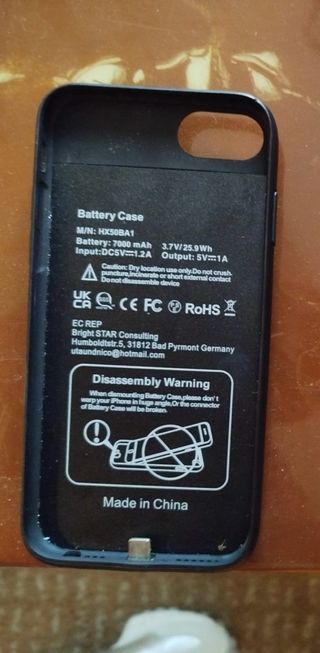 Battery Case
M/N: HX50BA1
Battery: 7000 mAh 3.7V/25.9Wh
Input:DC5V⎓1.2A Output: 5V⎓1A
Caution: Dry location use only.Do not crush.
puncture,Incinerate or short external contact
Do not disassemble device
UK CA CE FC RoHS
EC REP
Bright STAR Consulting
Humboldtstr.5, 31812 Bad Pyrmont Germany
utaundnico@hotmail.com
Disassembly Warning
When dismounting Battery Case,Please don't
warp your iPhone in huge angle,Or the connector
of Battery Case will be broken.
Made in China